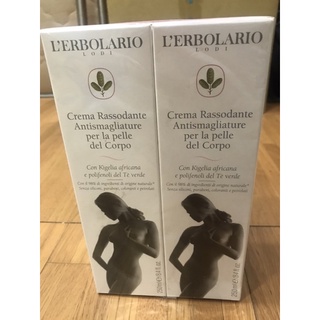 L'ERBOLARIO
LODI
Crema Rassodante
Antismagliature
per la pelle
del Corpo
Con Kigelia africana
e polifenoli del Tè verde
L'ERBOLARIO
LODI
Crema Rassodante
Antismagliature
per la pelle
del Corpo
Con Kigelia africana
e polifenoli del Tè verde